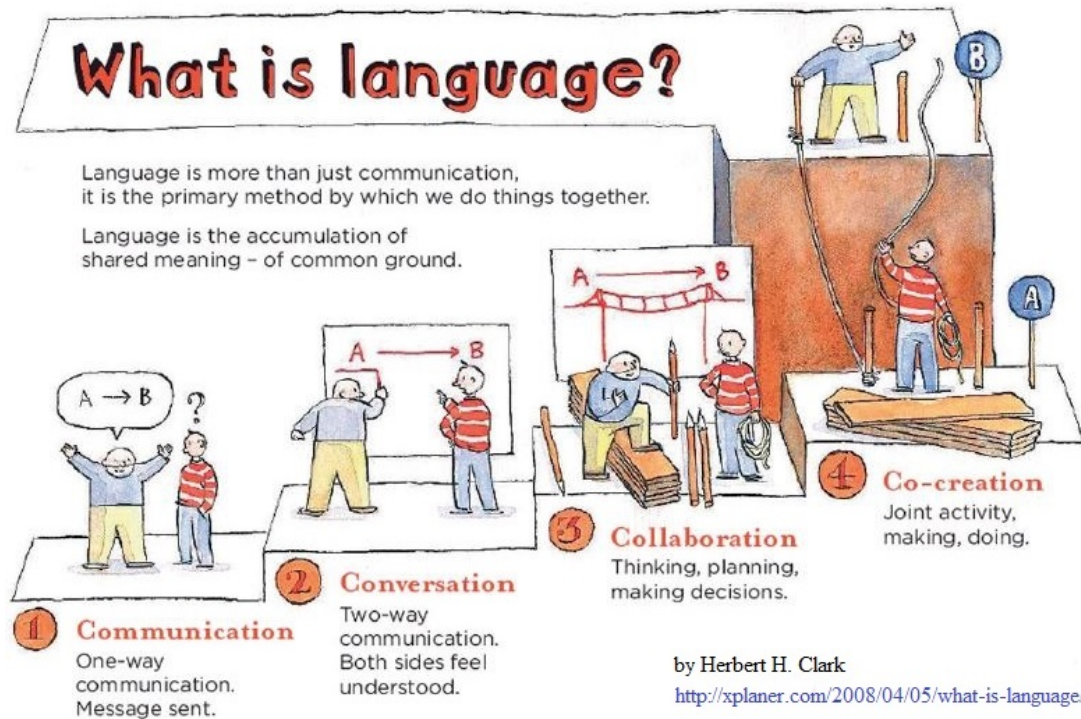 What is language?
Language is more than just communication,
it is the primary method by which we do things together.
Language is the accumulation of
shared meaning – of common ground.
A → B
?
1 Communication
One-way
communication.
Message sent.
A → B
2 Conversation
Two-way
communication.
Both sides feel
understood.
A → B
3 Collaboration
Thinking, planning,
making decisions.
B
A
4 Co-creation
Joint activity,
making, doing.
by Herbert H. Clark
http://xplaner.com/2008/04/05/what-is-language